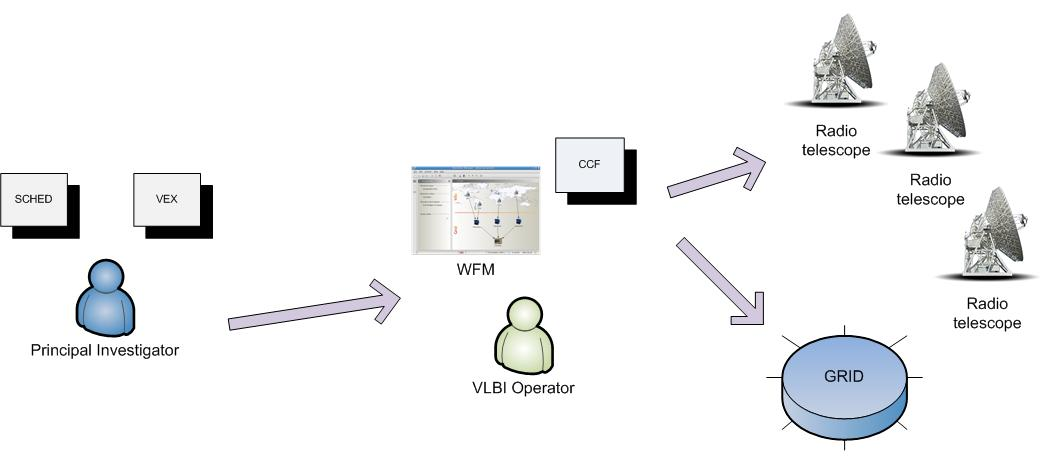 SCHED
VEX
Principal Investigator
WFM
CCF
VLBI Operator
Radio
telescope
Radio
telescope
Radio
telescope
GRID